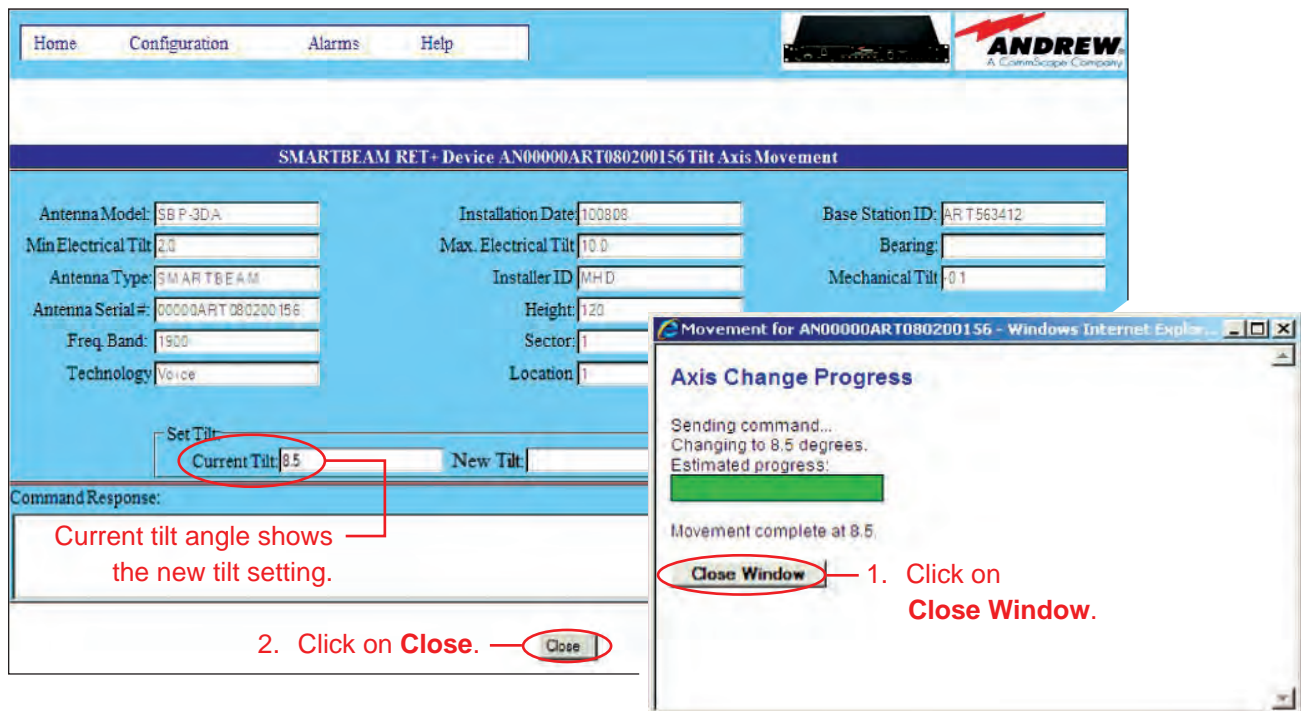 Home Configuration Alarms Help
ANDREW®
A CommScope Company
SMARTBEAM RET+ Device AN00000ART080200156 Tilt Axis Movement
Antenna Model: SBP-3DA Installation Date: 100808 Base Station ID: ART563412
Min Electrical Tilt 2.0 Max. Electrical Tilt 10.0 Bearing:
Antenna Type: SMARTBEAM Installer ID MHD Mechanical Tilt -0.1
Antenna Serial #: 00000ART080200156 Height: 120
Freq. Band: 1900 Sector: 1
Technology Voice Location 1
Set Tilt:
Current Tilt: 8.5 New Tilt:
Command Response:
Current tilt angle shows
the new tilt setting.
2. Click on Close.
Close
Movement for AN00000ART080200156 - Windows Internet Explor...
Axis Change Progress
Sending command...
Changing to 8.5 degrees.
Estimated progress:
Movement complete at 8.5.
Close Window
1. Click on
Close Window.